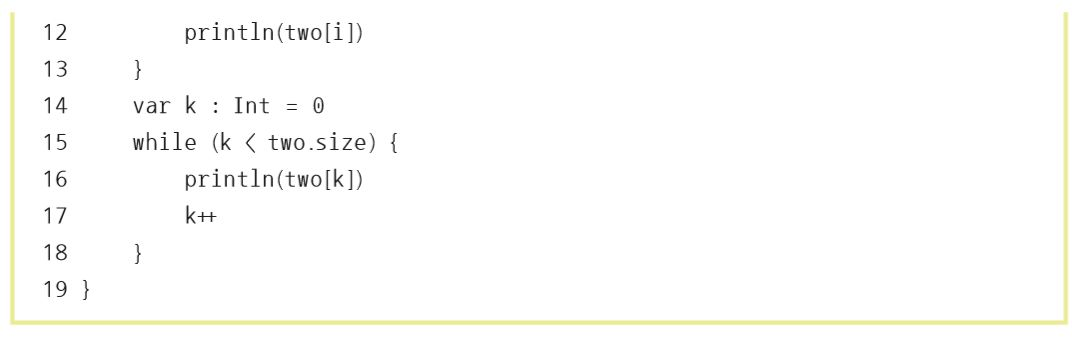 12         println(two[i])
13     }
14     var k : Int = 0
15     while (k < two.size) {
16         println(two[k])
17         k++
18     }
19 }